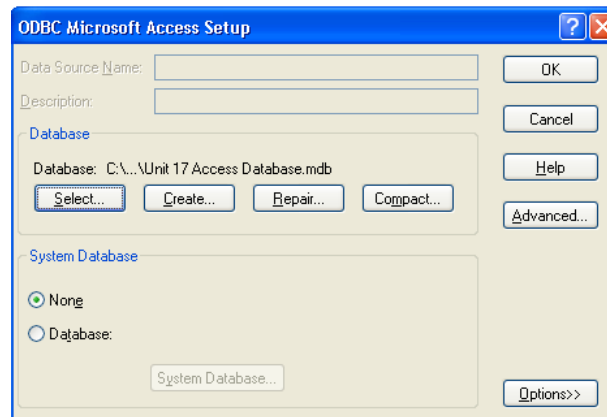 ODBC Microsoft Access Setup
Data Source Name:
OK
Description:
Cancel
Database
Database: C:\...\Unit 17 Access Database.mdb
Help
Select...
Create...
Repair...
Compact...
Advanced...
System Database
None
Database:
System Database...
Options>>